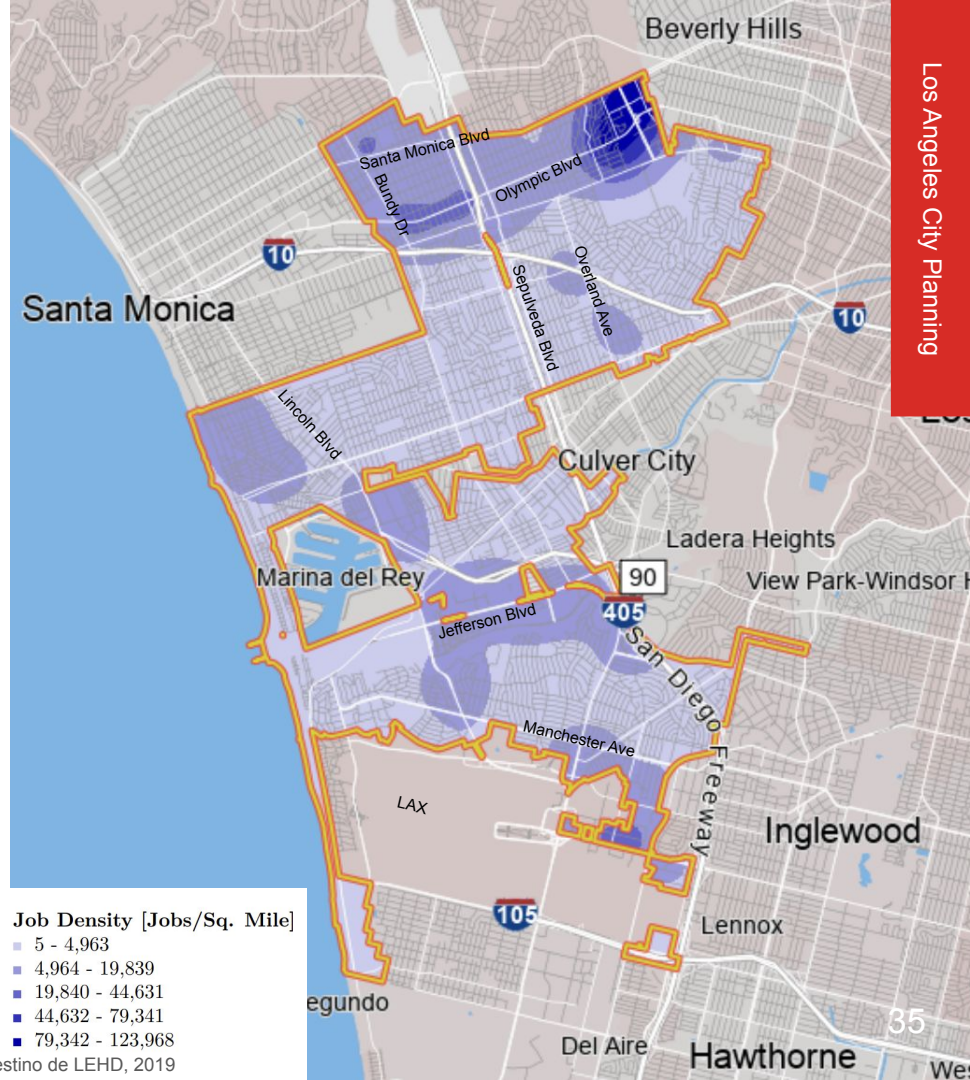 Beverly Hills
Los Angeles City Planning
Santa Monica Blvd
Olympic Blvd
Bundy Dr
10
Overland Ave
Sepulveda Blvd
Santa Monica
10
Lincoln Blvd
Culver City
Ladera Heights
Marina del Rey
90
View Park-Windsor
405
Jefferson Blvd
San Diego Freeway
Manchester Ave
LAX
Inglewood
105
Lennox
Job Density [Jobs/Sq. Mile]
5 - 4,963
4,964 - 19,839
19,840 - 44,631
44,632 - 79,341
79,342 - 123,968
egundo
35
Del Aire
Hawthorne
estino de LEHD, 2019